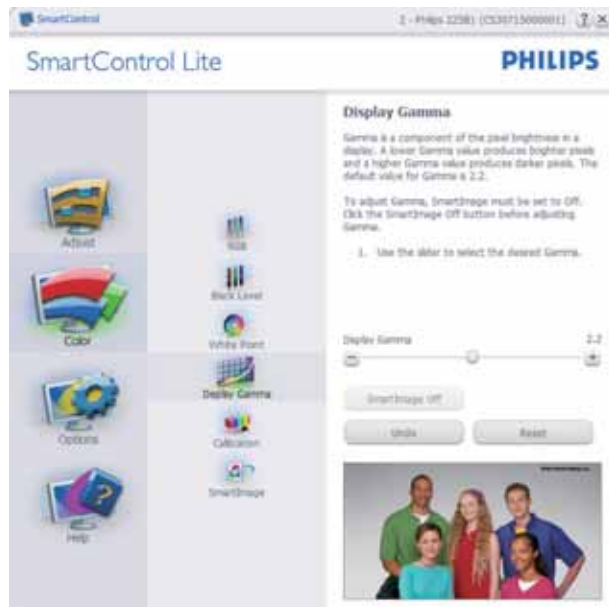 SmartControl
SmartControl Lite
PHILIPS
Adjust
Color
Options
Help
RGB
Black Level
White Point
Display Gamma
Calibration
SmartImage
Display Gamma
Gamma is a component of the pixel brightness in a
display. A lower Gamma value produces brighter pixels
and a higher Gamma value produces darker pixels. The
default value for Gamma is 2.2.
To adjust Gamma, SmartImage must be set to Off.
Click the SmartImage Off button before adjusting
Gamma.
1. Use the slider to select the desired Gamma.
Display Gamma 2.2
SmartImage Off
Undo Reset